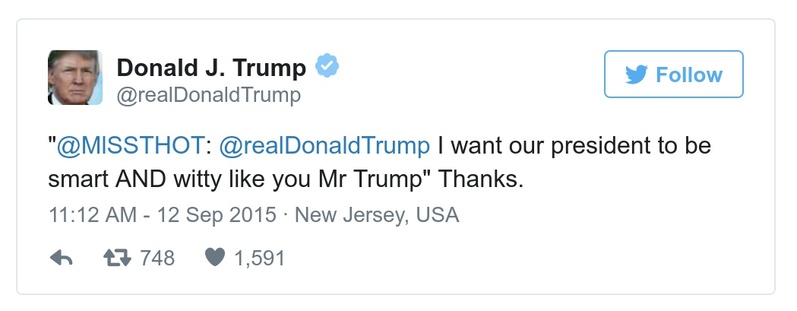 Donald J. Trump
@realDonaldTrump
Follow
"@MISSTHOT: @realDonaldTrump I want our president to be
smart AND witty like you Mr Trump" Thanks.
11:12 AM - 12 Sep 2015 · New Jersey, USA
748 1,591